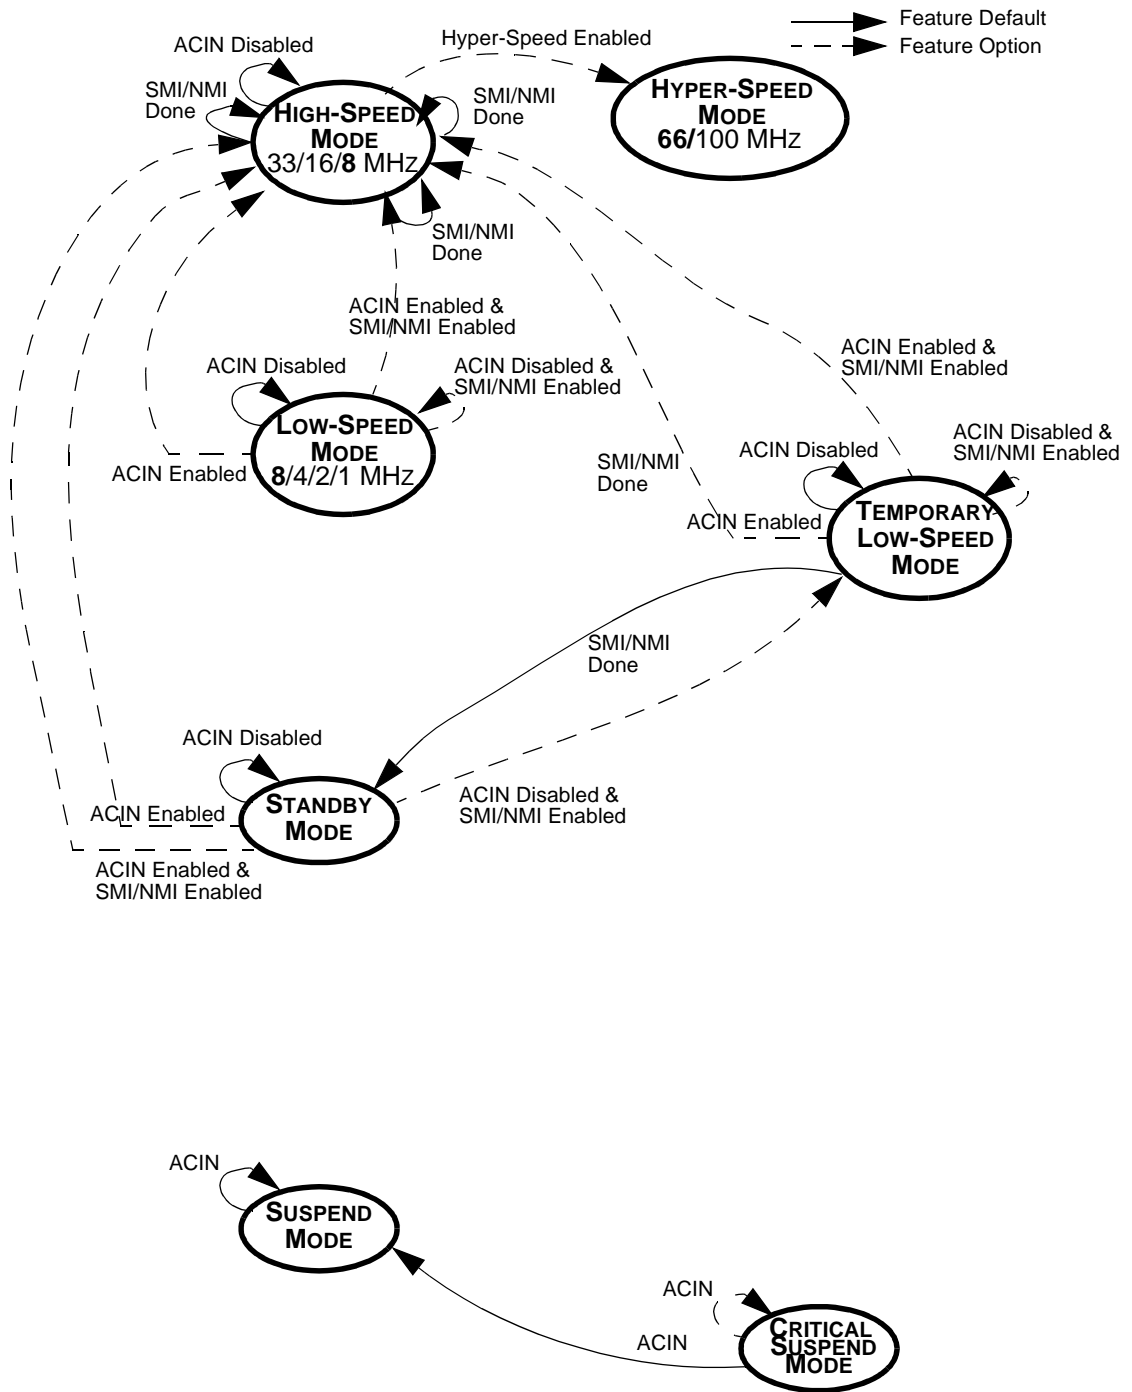 Feature Default
Feature Option
ACIN Disabled
Hyper-Speed Enabled
SMI/NMI
Done
SMI/NMI
Done
HIGH-SPEED
MODE
33/16/8 MHz
HYPER-SPEED
MODE
66/100 MHz
SMI/NMI
Done
ACIN Enabled &
SMI/NMI Enabled
ACIN Disabled
ACIN Disabled &
SMI/NMI Enabled
LOW-SPEED
MODE
8/4/2/1 MHz
ACIN Enabled
ACIN Enabled &
SMI/NMI Enabled
SMI/NMI
Done
ACIN Disabled
ACIN Disabled &
SMI/NMI Enabled
ACIN Enabled
TEMPORARY
LOW-SPEED
MODE
SMI/NMI
Done
ACIN Disabled
STANDBY
MODE
ACIN Enabled
ACIN Disabled &
SMI/NMI Enabled
ACIN Enabled &
SMI/NMI Enabled
ACIN
SUSPEND
MODE
ACIN
ACIN
CRITICAL
SUSPEND
MODE